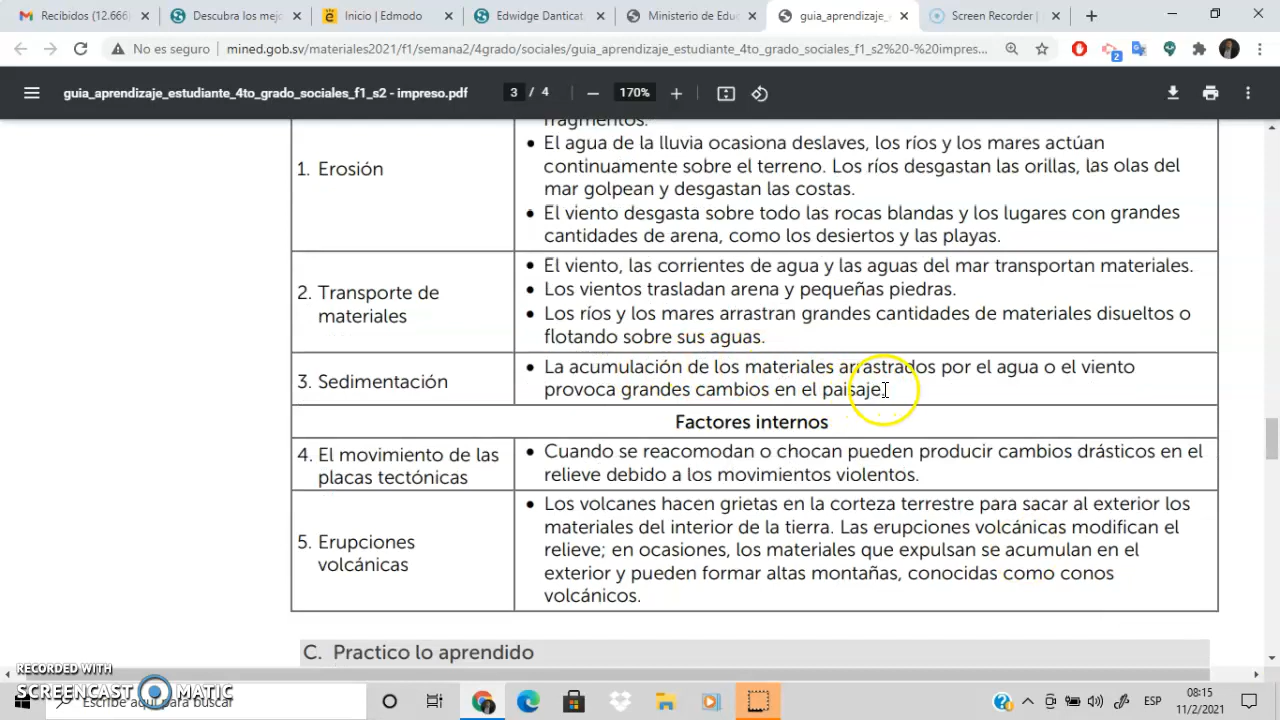 Recibidos (12.666)
Descubra los mej
Inicio | Edmodo
Edwidge Danticat
Ministerio de Edu
guia_aprendizaje_
Screen Recorder |
No es seguro | mined.gob.sv/materiales2021/f1/semana2/4grado/sociales/guia_aprendizaje_estudiante_4to_grado_sociales_f1_s2%20-%20impres...
2
guia_aprendizaje_estudiante_4to_grado_sociales_f1_s2 - impreso.pdf
3 / 4
170%
fragmentos.
1. Erosión
• El agua de la lluvia ocasiona deslaves, los ríos y los mares actúan
continuamente sobre el terreno. Los ríos desgastan las orillas, las olas del
mar golpean y desgastan las costas.
• El viento desgasta sobre todo las rocas blandas y los lugares con grandes
cantidades de arena, como los desiertos y las playas.
2. Transporte de
materiales
• El viento, las corrientes de agua y las aguas del mar transportan materiales.
• Los vientos trasladan arena y pequeñas piedras.
• Los ríos y los mares arrastran grandes cantidades de materiales disueltos o
flotando sobre sus aguas.
3. Sedimentación
• La acumulación de los materiales arrastrados por el agua o el viento
provoca grandes cambios en el paisaje.
Factores internos
4. El movimiento de las
placas tectónicas
• Cuando se reacomodan o chocan pueden producir cambios drásticos en el
relieve debido a los movimientos violentos.
5. Erupciones
volcánicas
• Los volcanes hacen grietas en la corteza terrestre para sacar al exterior los
materiales del interior de la tierra. Las erupciones volcánicas modifican el
relieve; en ocasiones, los materiales que expulsan se acumulan en el
exterior y pueden formar altas montañas, conocidas como conos
volcánicos.
C. Practico lo aprendido
RECORDED WITH
SCREENCAST MATIC
Escribe aquí para buscar
ESP
08:15
11/2/2021